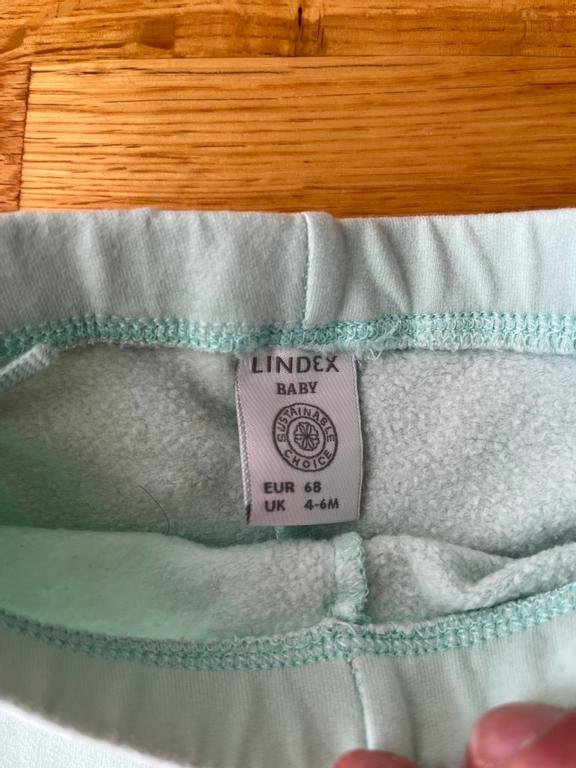 LINDEX
BABY
SUSTAINABLE
CHOICE
EUR 68
UK 4-6M